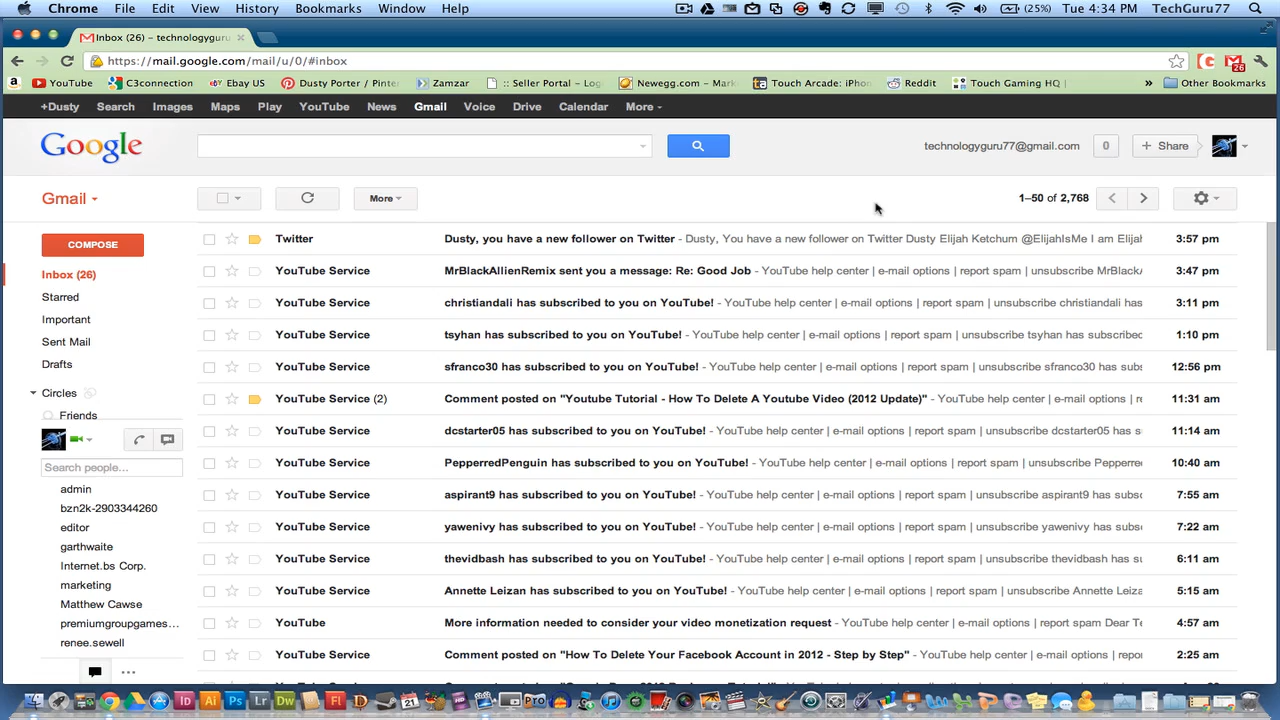 Chrome File Edit View History Bookmarks Window Help (25%) Tue 4:34 PM TechGuru77
Inbox (26) – technologyguru
https://mail.google.com/mail/u/0/#inbox 26
YouTube C3connection Ebay US Dusty Porter / Pinter Zamzar :: Seller Portal – Log Newegg.com – Mark Touch Arcade: iPhon Reddit Touch Gaming HQ | » Other Bookmarks
+Dusty Search Images Maps Play YouTube News Gmail Voice Drive Calendar More
Google technologyguru77@gmail.com 0 + Share
Gmail More 1–50 of 2,768
COMPOSE
Inbox (26)
Starred
Important
Sent Mail
Drafts
Circles
Friends
Search people...
admin
bzn2k-2903344260
editor
garthwaite
Internet.bs Corp.
marketing
Matthew Cawse
premiumgroupgames...
renee.sewell
Twitter Dusty, you have a new follower on Twitter - Dusty, You have a new follower on Twitter Dusty Elijah Ketchum @ElijahIsMe I am Elijah 3:57 pm
YouTube Service MrBlackAllienRemix sent you a message: Re: Good Job - YouTube help center | e-mail options | report spam | unsubscribe MrBlackA 3:47 pm
YouTube Service christiandali has subscribed to you on YouTube! - YouTube help center | e-mail options | report spam | unsubscribe christiandali has 3:11 pm
YouTube Service tsyhan has subscribed to you on YouTube! - YouTube help center | e-mail options | report spam | unsubscribe tsyhan has subscribed 1:10 pm
YouTube Service sfranco30 has subscribed to you on YouTube! - YouTube help center | e-mail options | report spam | unsubscribe sfranco30 has subs 12:56 pm
YouTube Service (2) Comment posted on "Youtube Tutorial - How To Delete A Youtube Video (2012 Update)" - YouTube help center | e-mail options | re 11:31 am
YouTube Service dcstarter05 has subscribed to you on YouTube! - YouTube help center | e-mail options | report spam | unsubscribe dcstarter05 has s 11:14 am
YouTube Service PepperredPenguin has subscribed to you on YouTube! - YouTube help center | e-mail options | report spam | unsubscribe Pepperred 10:40 am
YouTube Service aspirant9 has subscribed to you on YouTube! - YouTube help center | e-mail options | report spam | unsubscribe aspirant9 has subsc 7:55 am
YouTube Service yawenivy has subscribed to you on YouTube! - YouTube help center | e-mail options | report spam | unsubscribe yawenivy has subs 7:22 am
YouTube Service thevidbash has subscribed to you on YouTube! - YouTube help center | e-mail options | report spam | unsubscribe thevidbash has su 6:11 am
YouTube Service Annette Leizan has subscribed to you on YouTube! - YouTube help center | e-mail options | report spam | unsubscribe Annette Leiza 5:15 am
YouTube More information needed to consider your video monetization request - YouTube help center | e-mail options | report spam Dear Te 4:57 am
YouTube Service Comment posted on "How To Delete Your Facebook Account in 2012 - Step by Step" - YouTube help center | e-mail options | report 2:25 am